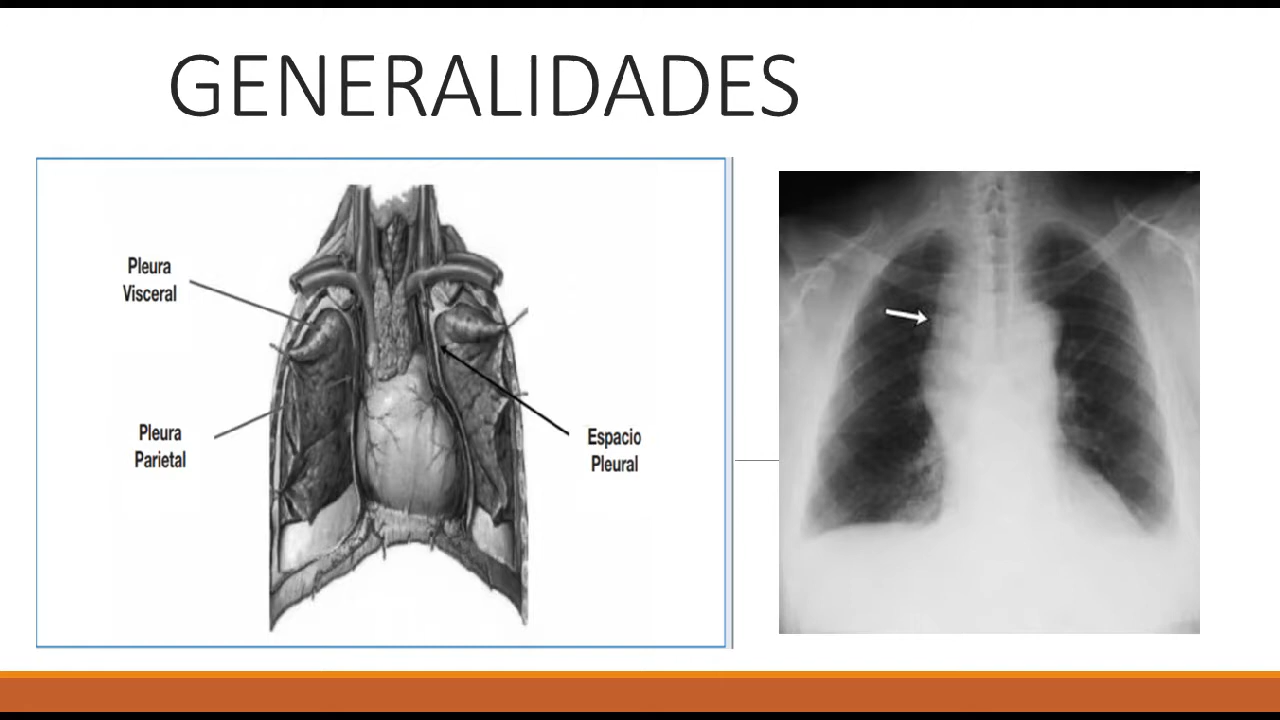 GENERALIDADES
Pleura
Visceral
Pleura
Parietal
Espacio
Pleural